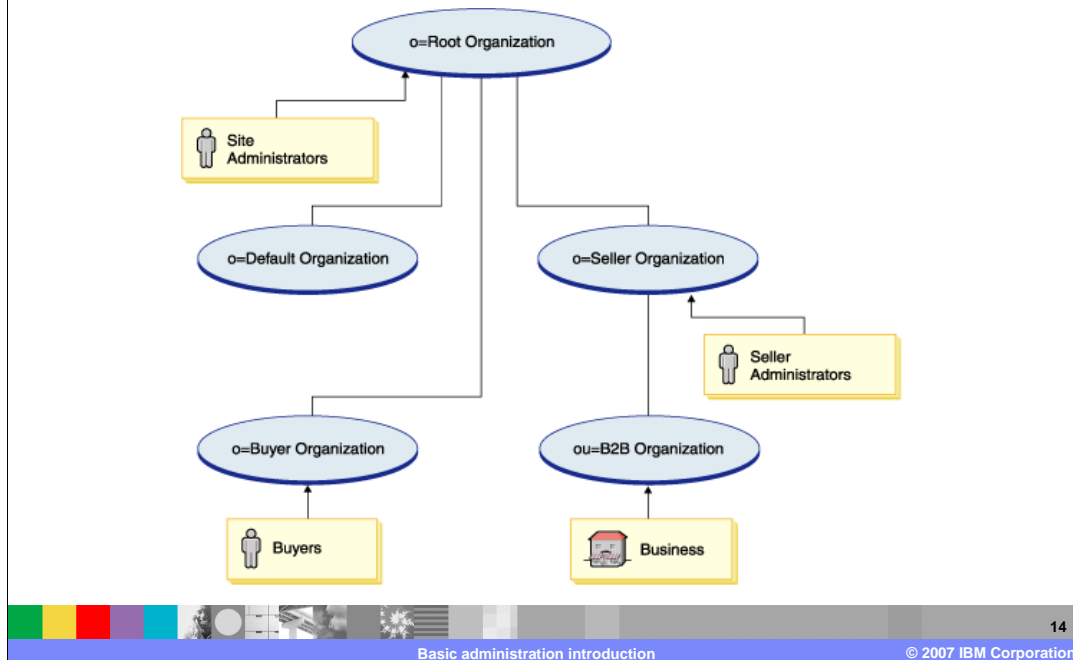 o=Root Organization
Site
Administrators
o=Default Organization
o=Seller Organization
Seller
Administrators
o=Buyer Organization
ou=B2B Organization
Buyers
Business
14
Basic administration introduction
© 2007 IBM Corporation